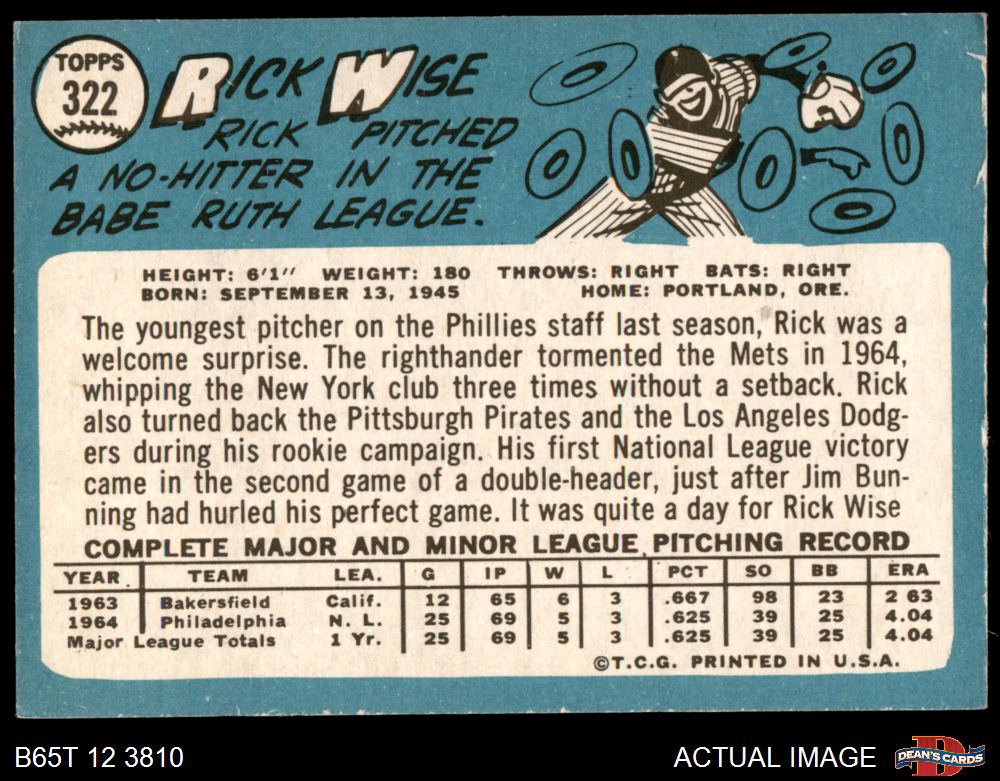 TOPPS
322
RICK WISE
RICK PITCHED
A NO-HITTER IN THE
BABE RUTH LEAGUE.
0 0 0 0 0 0 0
HEIGHT: 6'1" WEIGHT: 180 THROWS: RIGHT BATS: RIGHT
BORN: SEPTEMBER 13, 1945 HOME: PORTLAND, ORE.
The youngest pitcher on the Phillies staff last season, Rick was a
welcome surprise. The righthander tormented the Mets in 1964,
whipping the New York club three times without a setback. Rick
also turned back the Pittsburgh Pirates and the Los Angeles Dodg-
ers during his rookie campaign. His first National League victory
came in the second game of a double-header, just after Jim Bun-
ning had hurled his perfect game. It was quite a day for Rick Wise
COMPLETE MAJOR AND MINOR LEAGUE PITCHING RECORD
YEAR TEAM LEA. G IP W L PCT SO BB ERA
1963 Bakersfield Calif. 12 65 6 3 .667 98 23 2 63
1964 Philadelphia N. L. 25 69 5 3 .625 39 25 4.04
Major League Totals 1 Yr. 25 69 5 3 .625 39 25 4.04
©T.C.G. PRINTED IN U.S.A.
B65T 12 3810 ACTUAL IMAGE DEAN'S CARDS